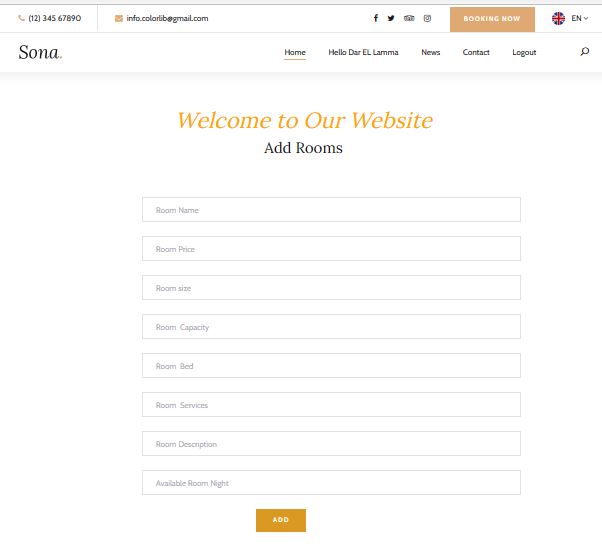 (12) 345 67890 info.colorlib@gmail.com BOOKING NOW EN
Sona. Home Hello Dar EL Lamma News Contact Logout
Welcome to Our Website
Add Rooms
Room Name
Room Price
Room size
Room Capacity
Room Bed
Room Services
Room Description
Available Room Night
ADD